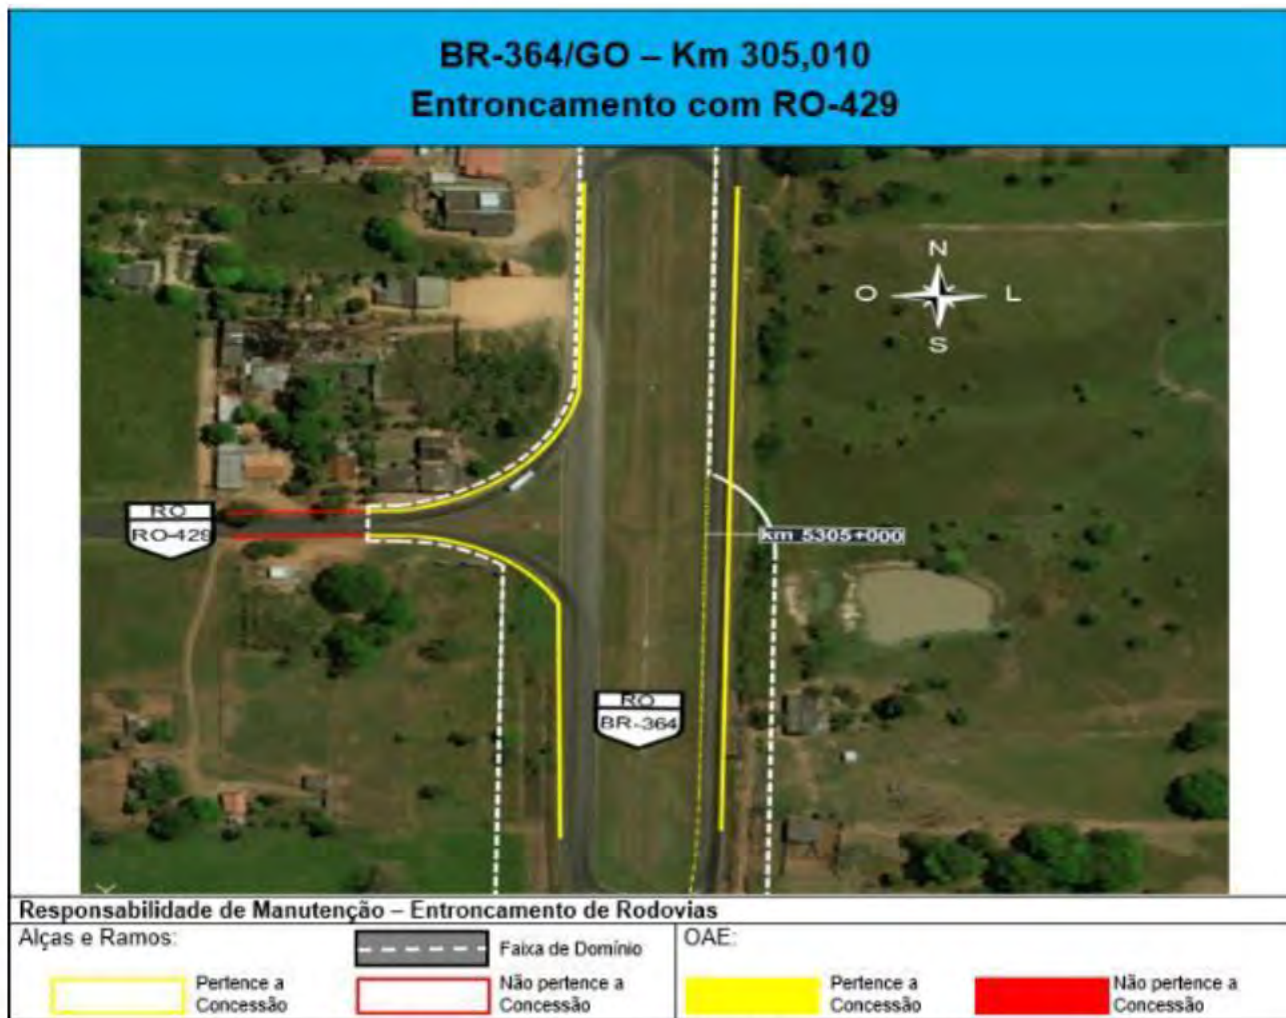 BR-364/GO – Km 305,010
Entroncamento com RO-429
N
O L
S
RO
RO-429
km 5305+000
RO
BR-364
Responsabilidade de Manutenção – Entroncamento de Rodovias
Alças e Ramos:
Faixa de Domínio
OAE:
Pertence a
Concessão
Não pertence a
Concessão
Pertence a
Concessão
Não pertence a
Concessão